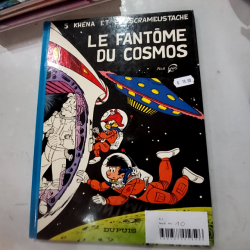 5 KHENA ET LE SCRAMEUSTACHE
LE FANTÔME
DU COSMOS
DUPUIS